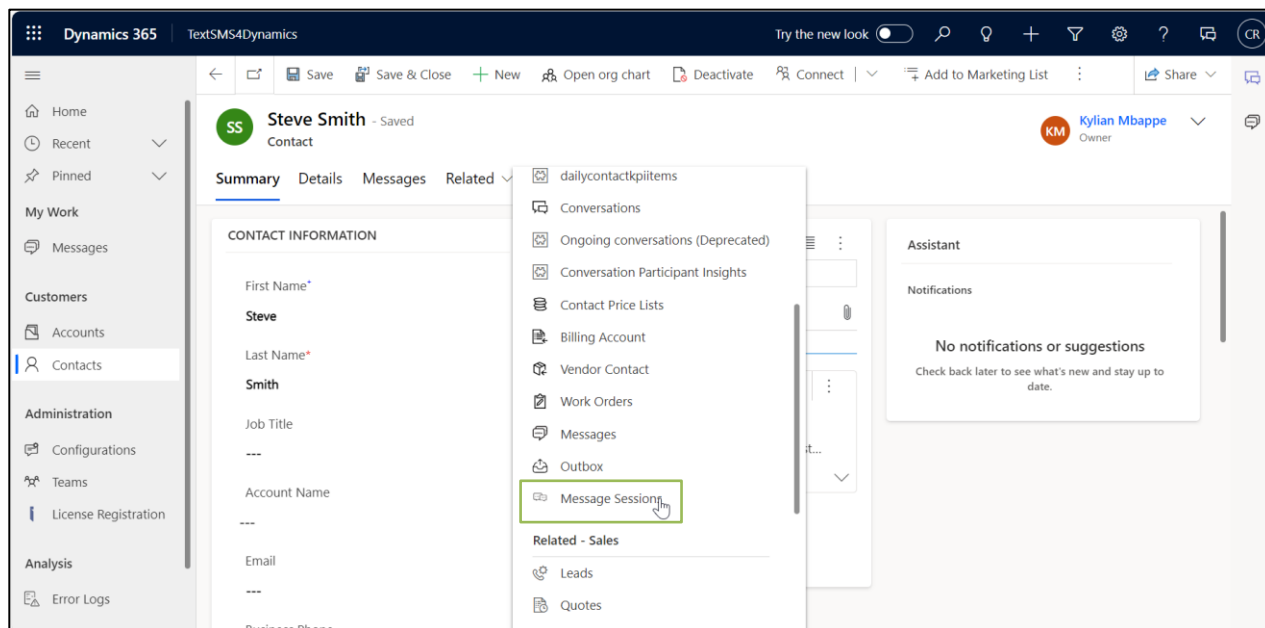 Dynamics 365 TextSMS4Dynamics Try the new look CR
Save Save & Close New Open org chart Deactivate Connect Add to Marketing List Share
Home
Recent
Pinned
My Work
Messages
Customers
Accounts
Contacts
Administration
Configurations
Teams
License Registration
Analysis
Error Logs
SS
Steve Smith - Saved
Contact
KM
Kylian Mbappe
Owner
Summary Details Messages Related
CONTACT INFORMATION
First Name*
Steve
Last Name*
Smith
Job Title
---
Account Name
---
Email
---
Business Phone
dailycontactkpiitems
Conversations
Ongoing conversations (Deprecated)
Conversation Participant Insights
Contact Price Lists
Billing Account
Vendor Contact
Work Orders
Messages
Outbox
Message Sessions
Related - Sales
Leads
Quotes
Assistant
Notifications
No notifications or suggestions
Check back later to see what's new and stay up to
date.